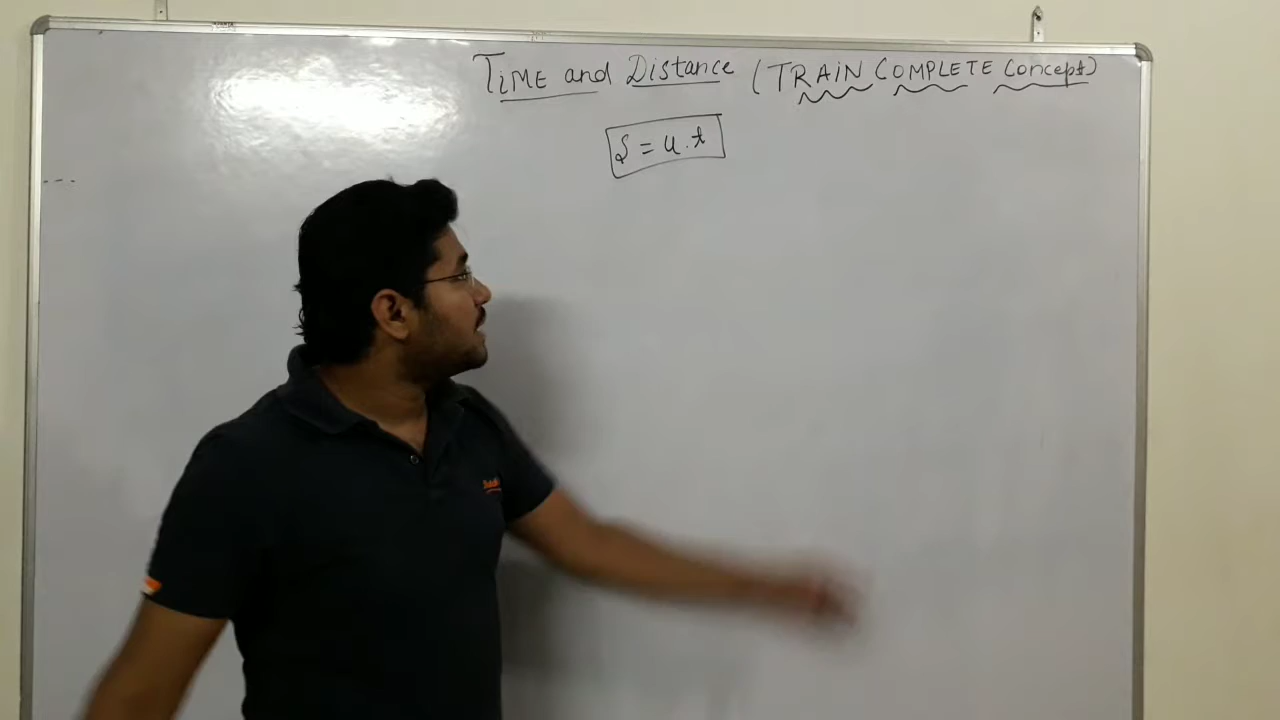 TiME and Distance (TRAIN COMPLETE Concept)
S = u.t